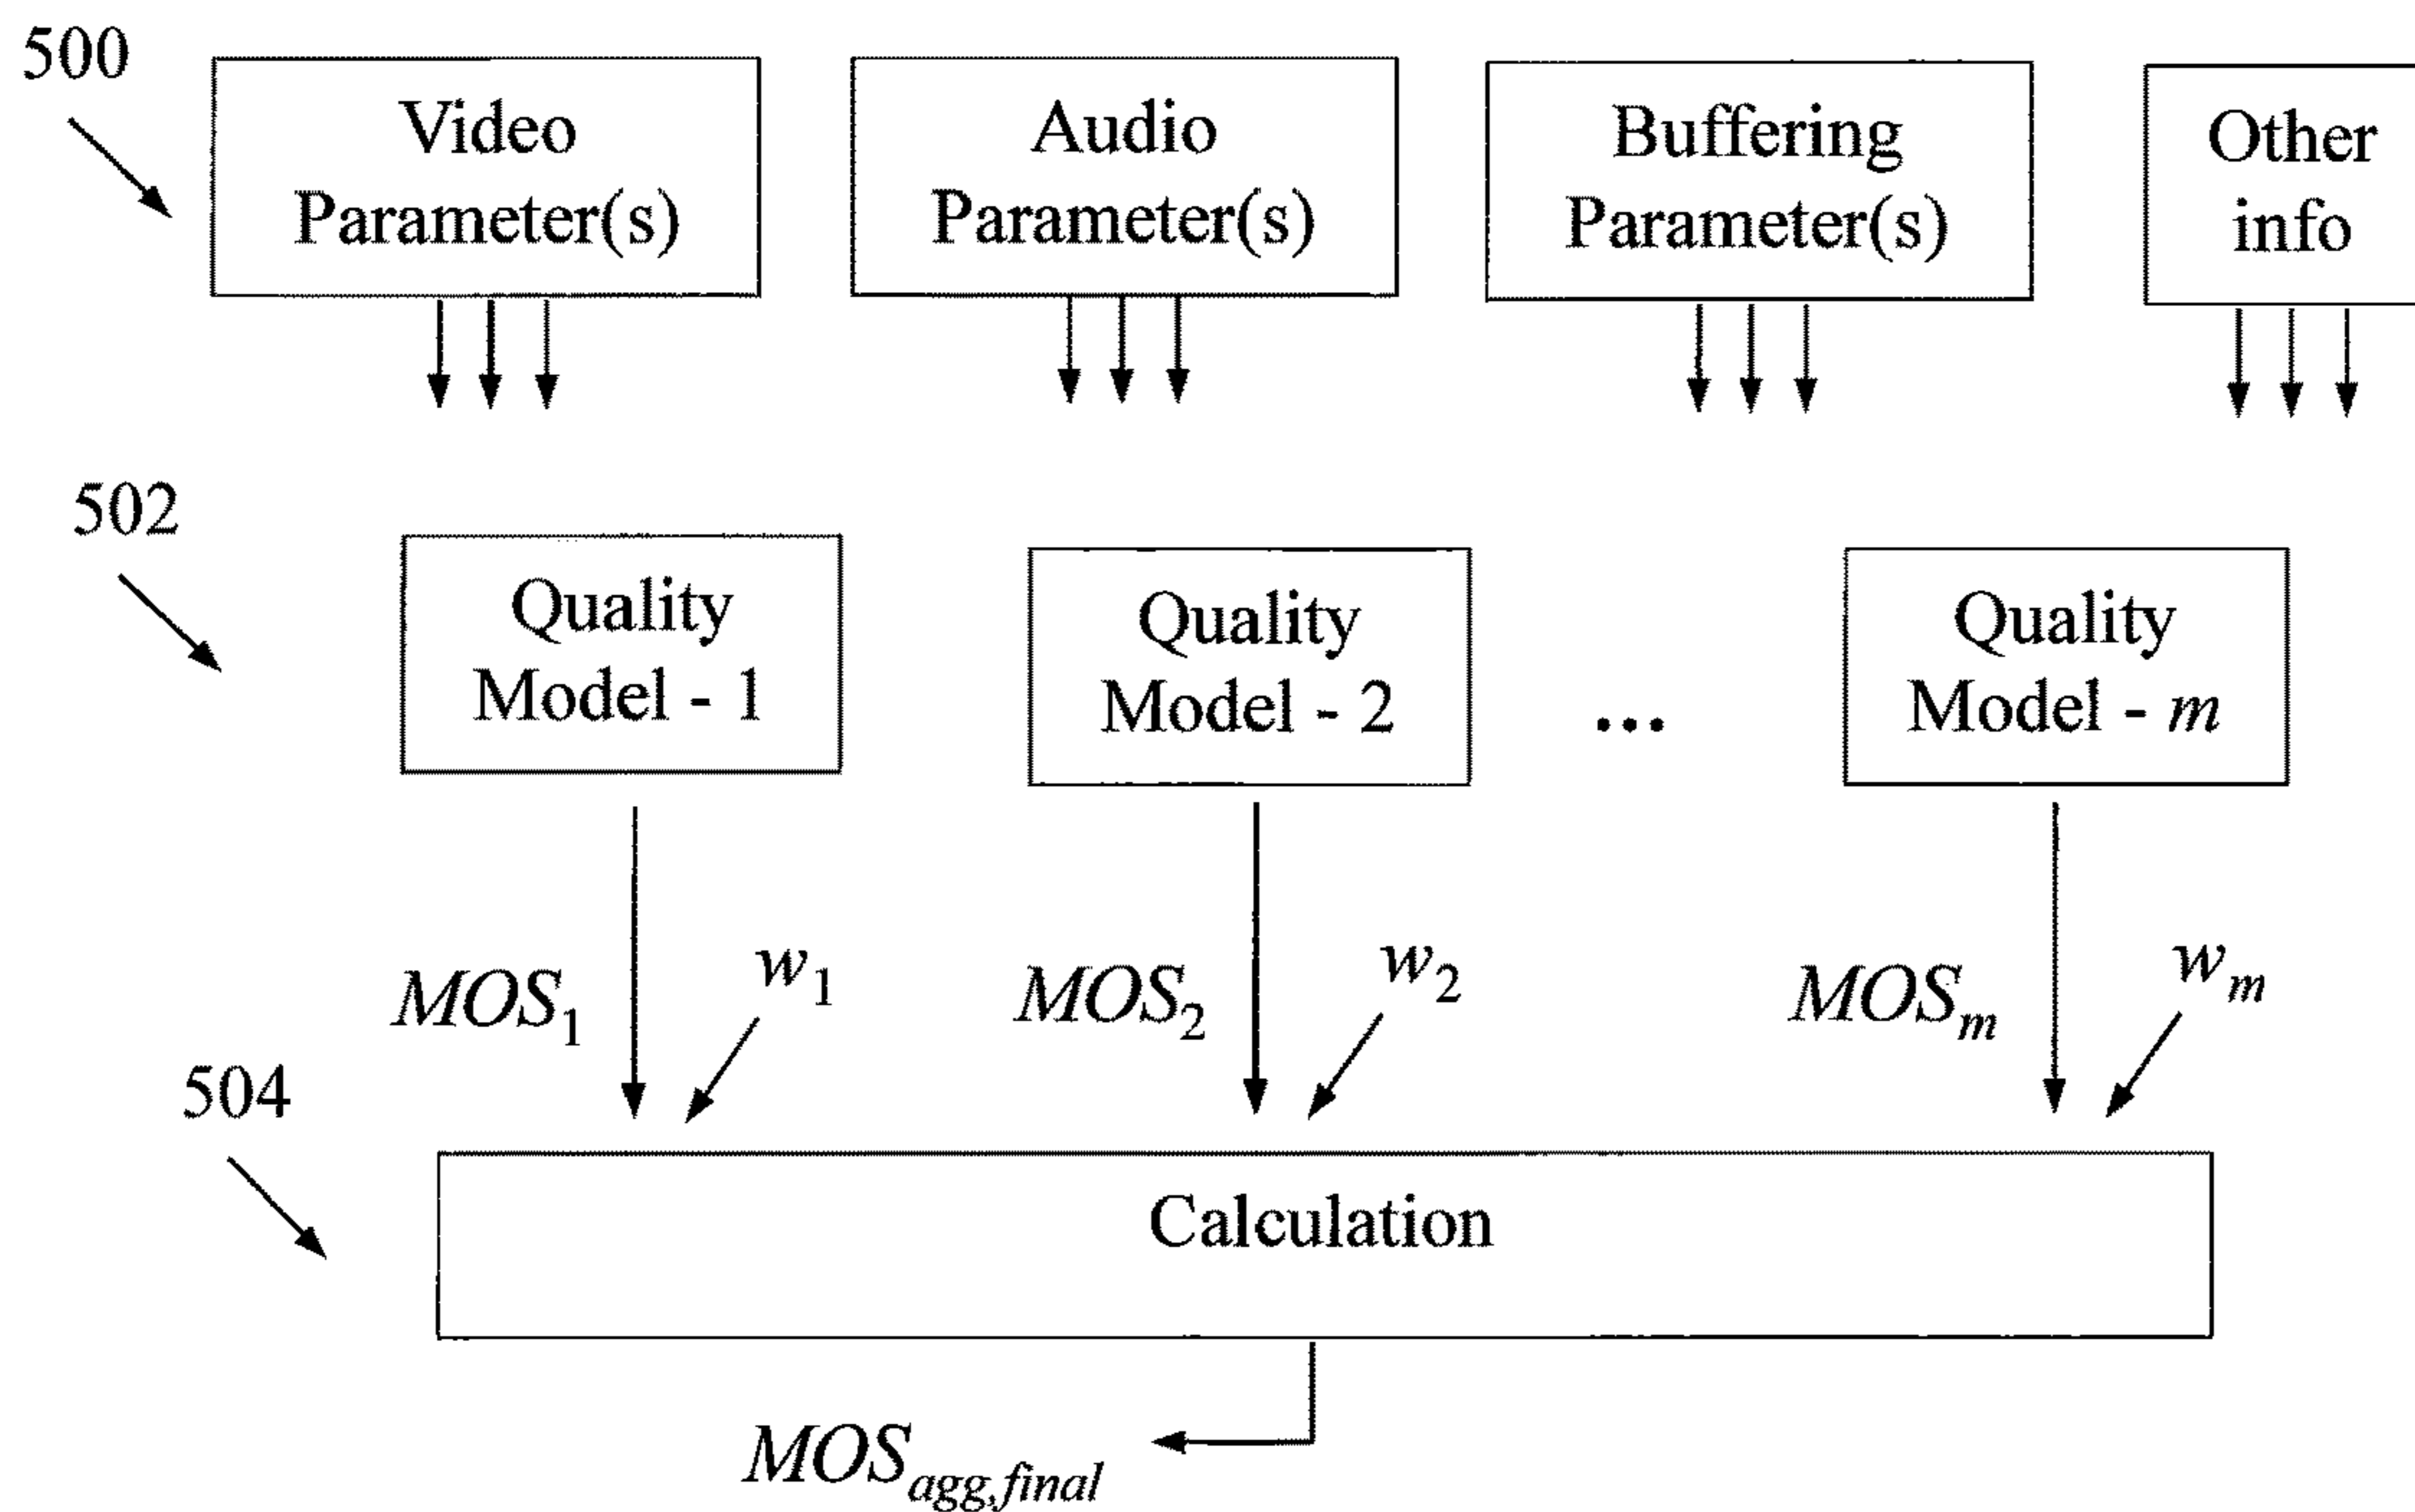 500
Video
Parameter(s)
Audio
Parameter(s)
Buffering
Parameter(s)
Other
info
502
Quality
Model - 1
Quality
Model - 2
...
Quality
Model - m
MOS1
w1
MOS2
w2
MOSm
wm
504
Calculation
MOSagg,final